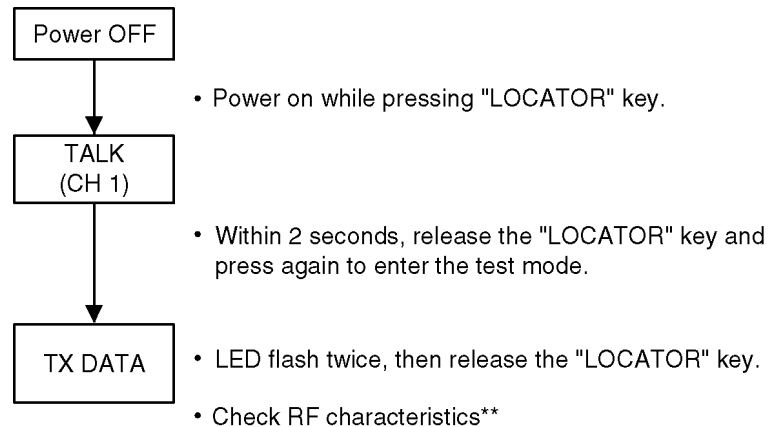 Power OFF
• Power on while pressing "LOCATOR" key.
TALK
(CH 1)
• Within 2 seconds, release the "LOCATOR" key and
press again to enter the test mode.
TX DATA
• LED flash twice, then release the "LOCATOR" key.
• Check RF characteristics**